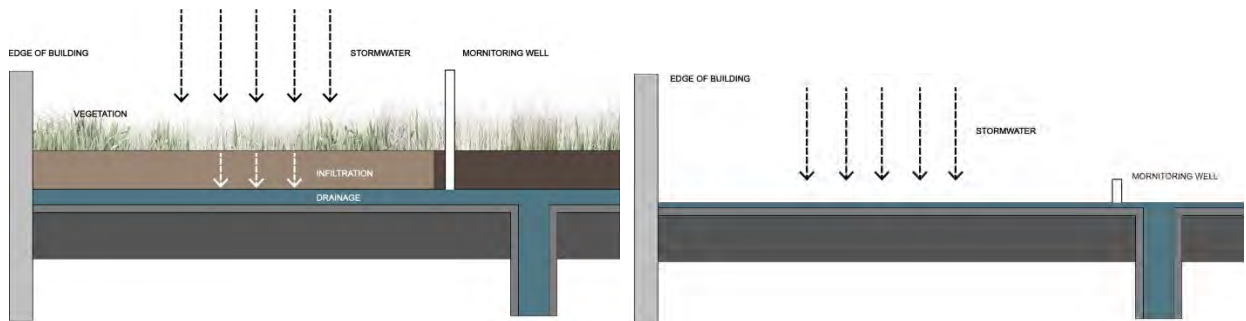 EDGE OF BUILDING
STORMWATER
MORNITORING WELL
VEGETATION
INFILTRATION
DRAINAGE
EDGE OF BUILDING
STORMWATER
MORNITORING WELL